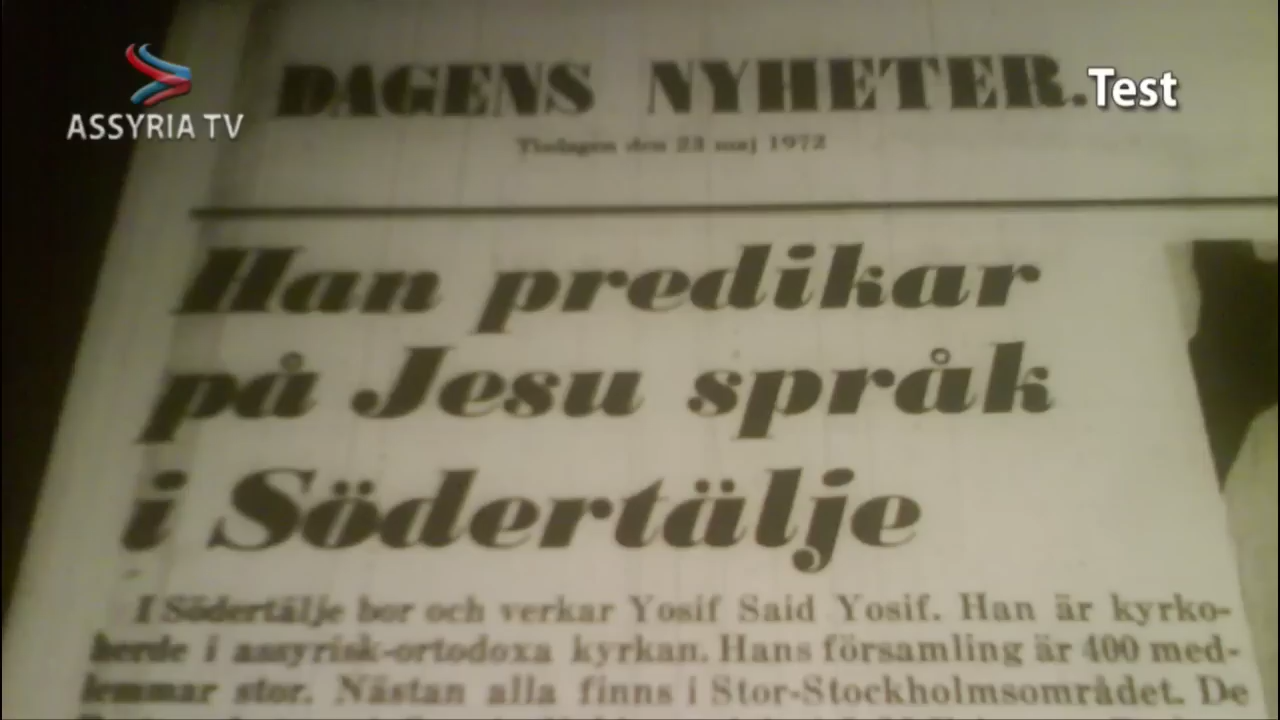 ASSYRIA TV
Test
DAGENS NYHETER.
Tisdagen den 23 maj 1972
Han predikar
på Jesu språk
i Södertälje
I Södertälje bor och verkar Yosif Said Yosif. Han är kyrko-
herde i assyrisk-ortodoxa kyrkan. Hans församling är 400 med-
lemmar stor. Nästan alla finns i Stor-Stockholmsområdet. De